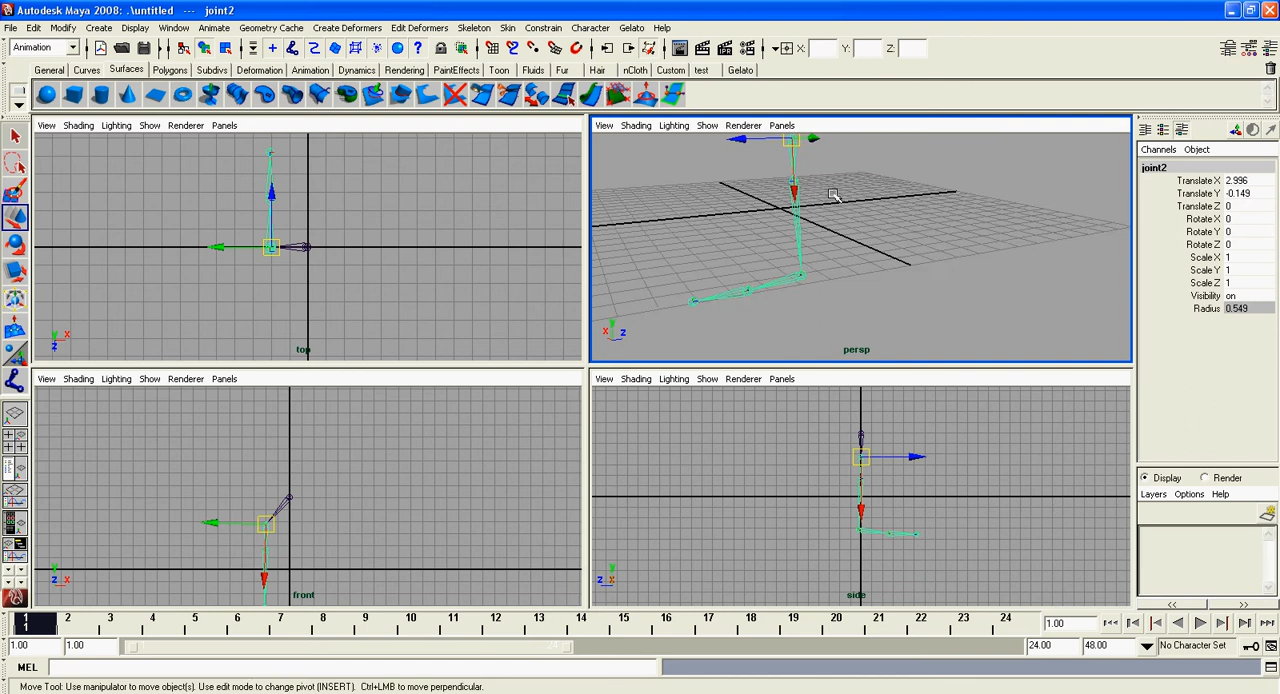 Autodesk Maya 2008: .\untitled --- joint2
File Edit Modify Create Display Window Animate Geometry Cache Create Deformers Edit Deformers Skeleton Skin Constrain Character Gelato Help
Animation X: Y: Z:
General Curves Surfaces Polygons Subdivs Deformation Animation Dynamics Rendering PaintEffects Toon Fluids Fur Hair nCloth Custom test Gelato
View Shading Lighting Show Renderer Panels
View Shading Lighting Show Renderer Panels
Channels Object
joint2
Translate X 2.996
Translate Y -0.149
Translate Z 0
Rotate X 0
Rotate Y 0
Rotate Z 0
Scale X 1
Scale Y 1
Scale Z 1
Visibility on
Radius 0.549
y x
z
top
y
x z
persp
View Shading Lighting Show Renderer Panels
View Shading Lighting Show Renderer Panels
Display Render
Layers Options Help
y
z x
front
y
z x
side
1 2 3 4 5 6 7 8 9 10 11 12 13 14 15 16 17 18 19 20 21 22 23 24
1 1.00
1.00 1.00 1 24 24.00 48.00 No Character Set
MEL
Move Tool: Use manipulator to move object(s). Use edit mode to change pivot (INSERT). Ctrl+LMB to move perpendicular.